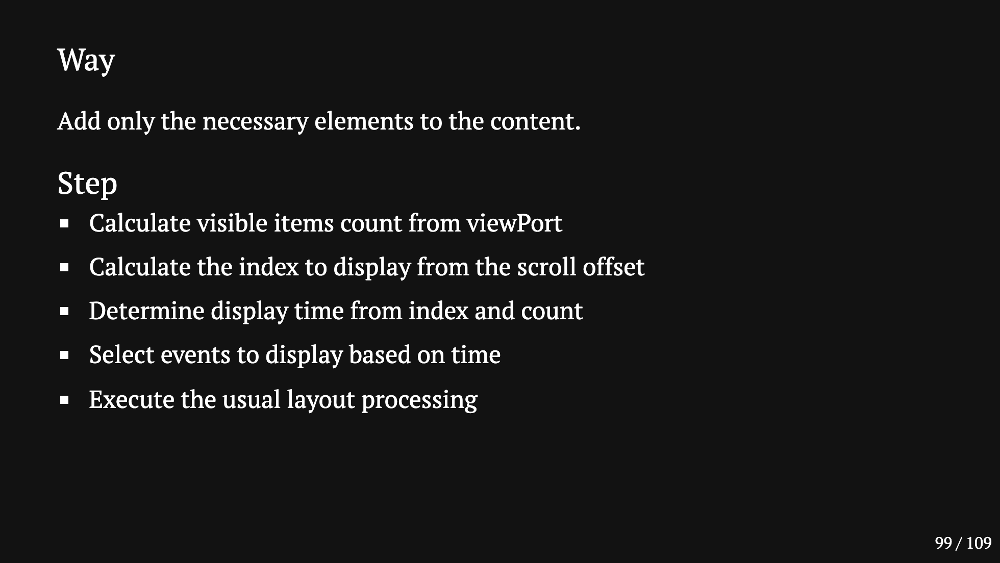 Way
Add only the necessary elements to the content.
Step
▪ Calculate visible items count from viewPort
▪ Calculate the index to display from the scroll offset
▪ Determine display time from index and count
▪ Select events to display based on time
▪ Execute the usual layout processing
99 / 109